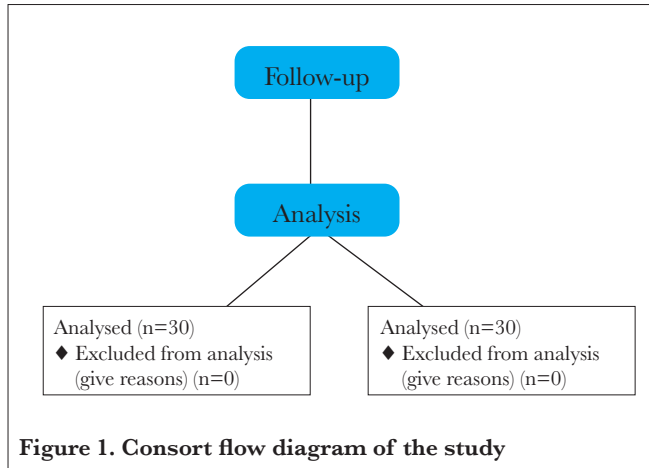 Follow-up
Analysis
Analysed (n=30)
♦ Excluded from analysis
(give reasons) (n=0)
Analysed (n=30)
♦ Excluded from analysis
(give reasons) (n=0)
Figure 1. Consort flow diagram of the study